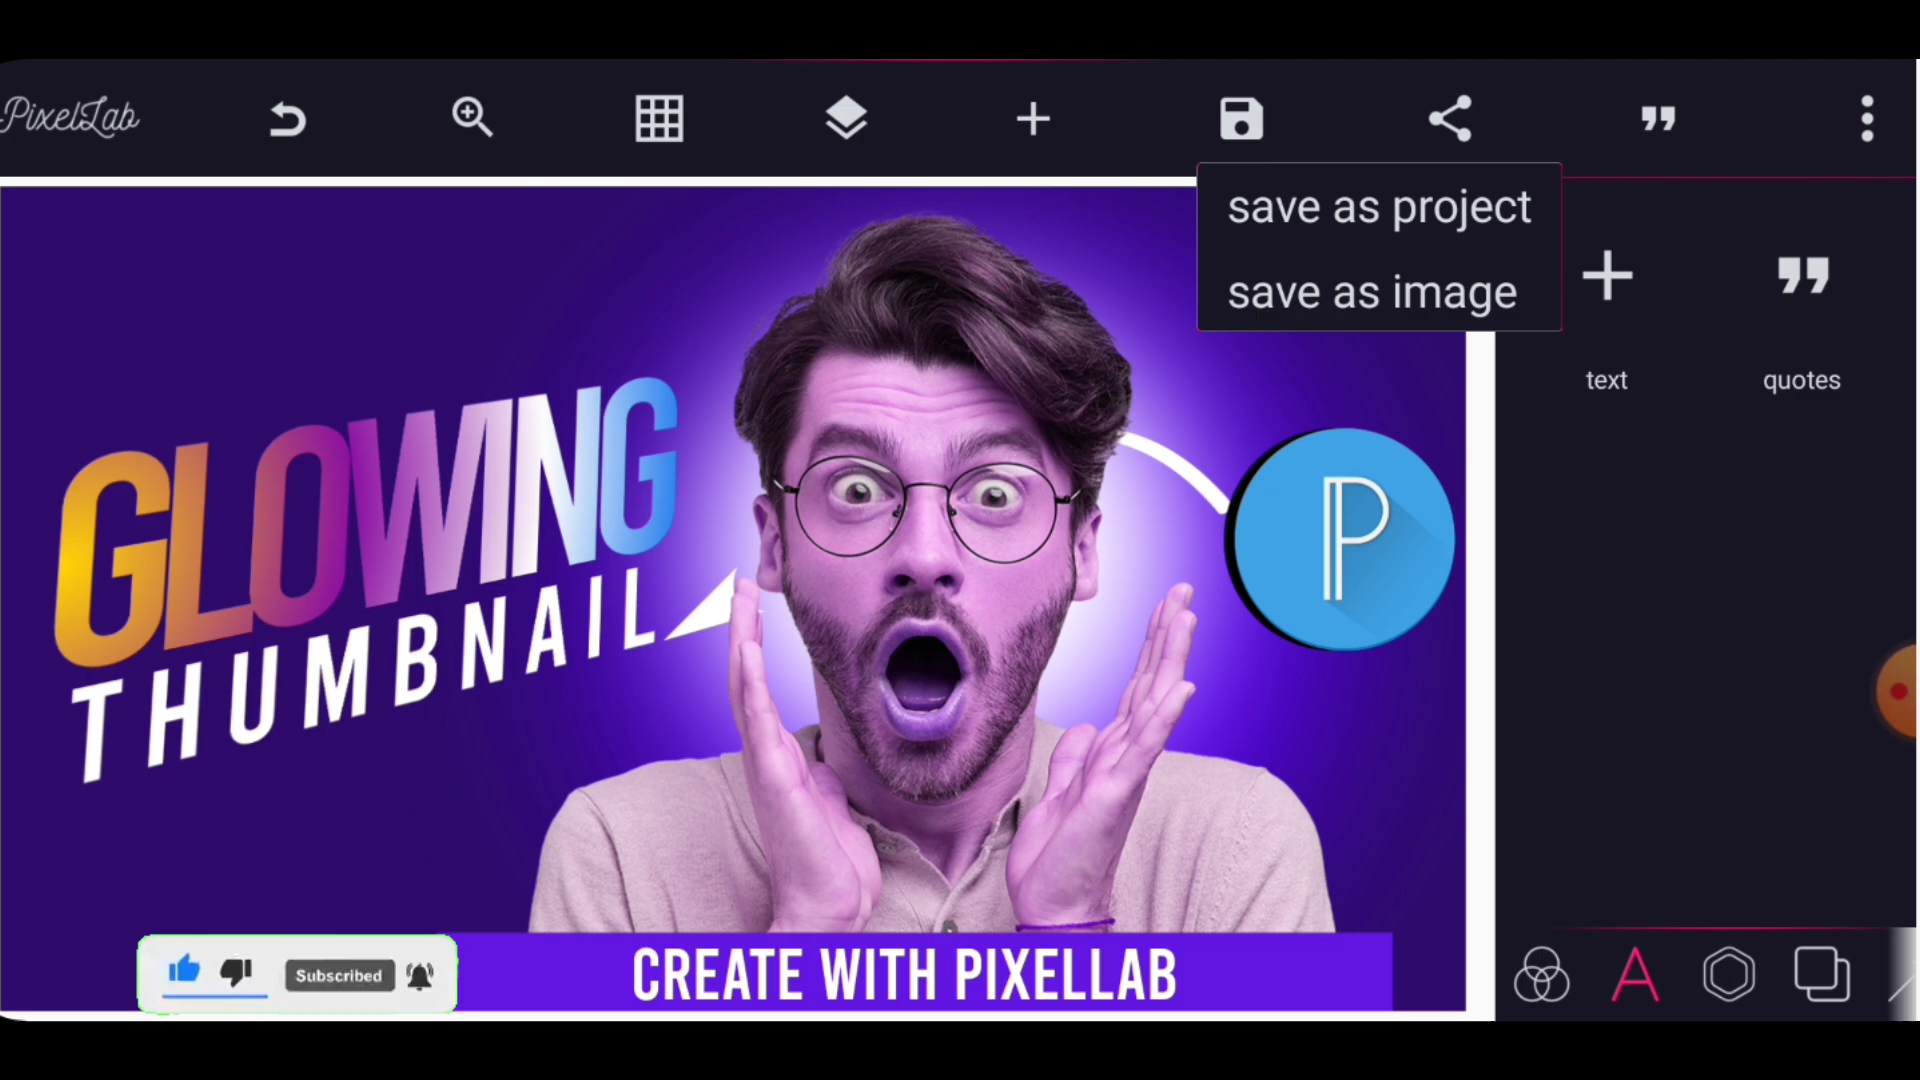 PixelLab
save as project
save as image
text
quotes
GLOWING
THUMBNAIL
P
CREATE WITH PIXELLAB
Subscribed